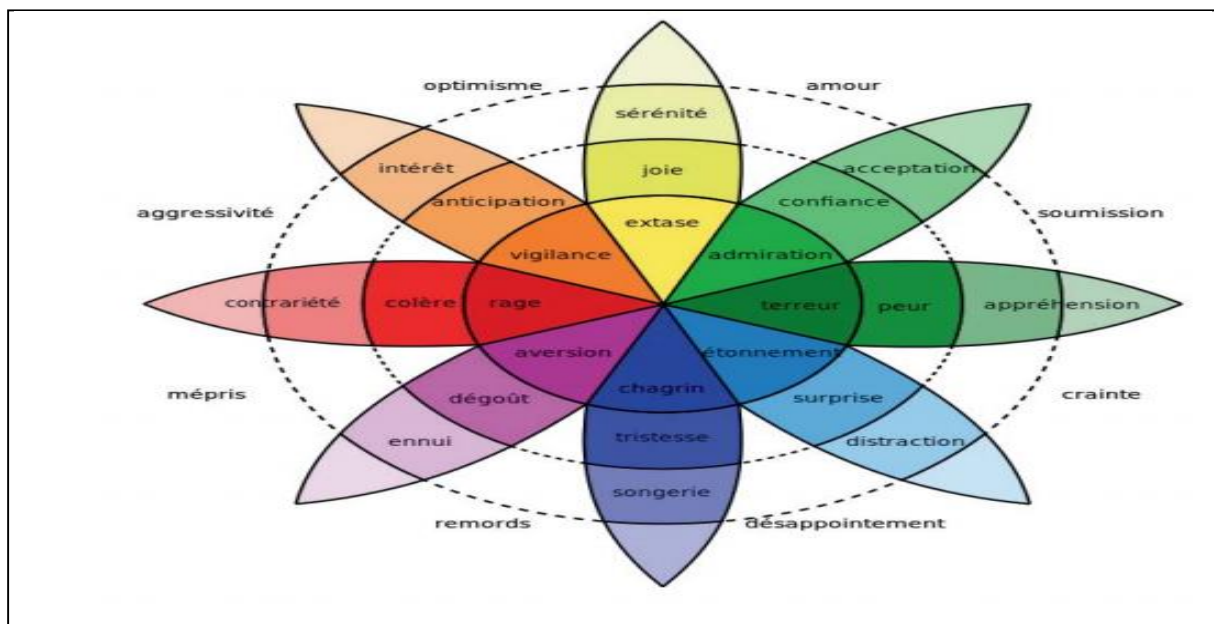 optimisme amour
sérénité
intérêt joie acceptation
anticipation confiance
aggressivité extase soumission
vigilance admiration
contrariété colère rage terreur peur appréhension
aversion étonnement
mépris dégoût chagrin surprise crainte
ennui tristesse distraction
songerie
remords désappointement